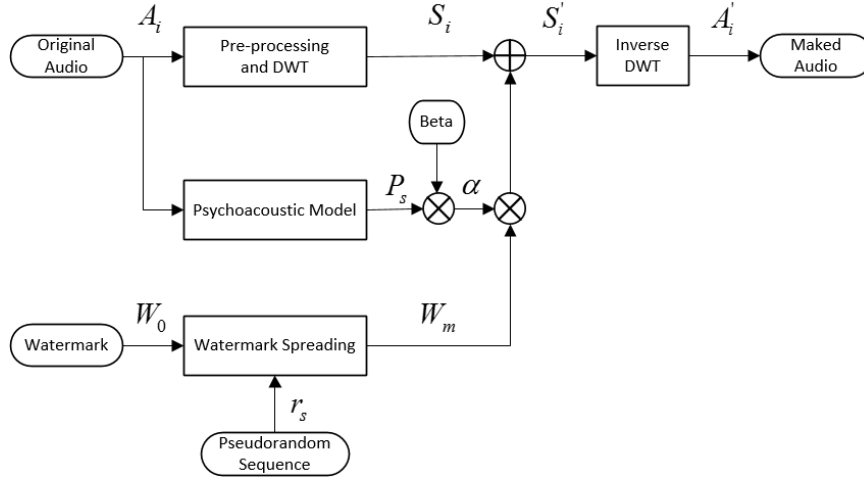 A_i
S_i
S_i'
A_i'
Original
Audio
Pre-processing
and DWT
Inverse
DWT
Maked
Audio
Beta
P_s
α
Psychoacoustic Model
W_0
W_m
Watermark
Watermark Spreading
r_s
Pseudorandom
Sequence